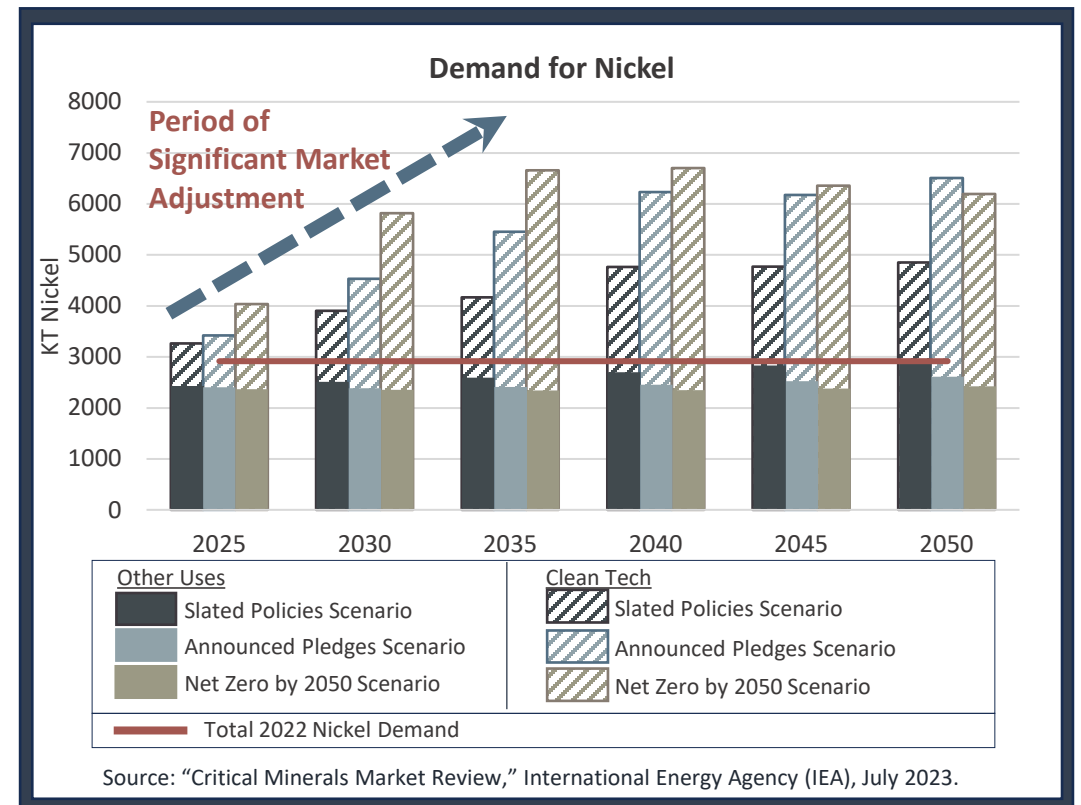 Demand for Nickel
Period of
Significant Market
Adjustment
KT Nickel
8000
7000
6000
5000
4000
3000
2000
1000
0
2025 2030 2035 2040 2045 2050
Other Uses
Slated Policies Scenario
Announced Pledges Scenario
Net Zero by 2050 Scenario
Clean Tech
Slated Policies Scenario
Announced Pledges Scenario
Net Zero by 2050 Scenario
Total 2022 Nickel Demand
Source: “Critical Minerals Market Review,” International Energy Agency (IEA), July 2023.